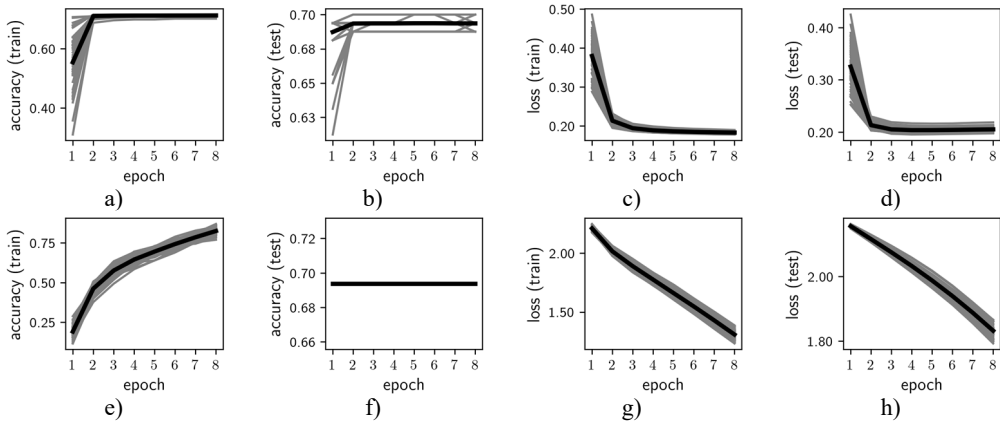 accuracy (train)
0.60
0.40
1 2 3 4 5 6 7 8
epoch
a)
accuracy (test)
0.70
0.68
0.65
0.63
1 2 3 4 5 6 7 8
epoch
b)
loss (train)
0.50
0.40
0.30
0.20
1 2 3 4 5 6 7 8
epoch
c)
loss (test)
0.40
0.30
0.20
1 2 3 4 5 6 7 8
epoch
d)
accuracy (train)
0.75
0.50
0.25
1 2 3 4 5 6 7 8
epoch
e)
accuracy (test)
0.72
0.70
0.68
0.66
1 2 3 4 5 6 7 8
epoch
f)
loss (train)
2.00
1.50
1 2 3 4 5 6 7 8
epoch
g)
loss (test)
2.00
1.80
1 2 3 4 5 6 7 8
epoch
h)